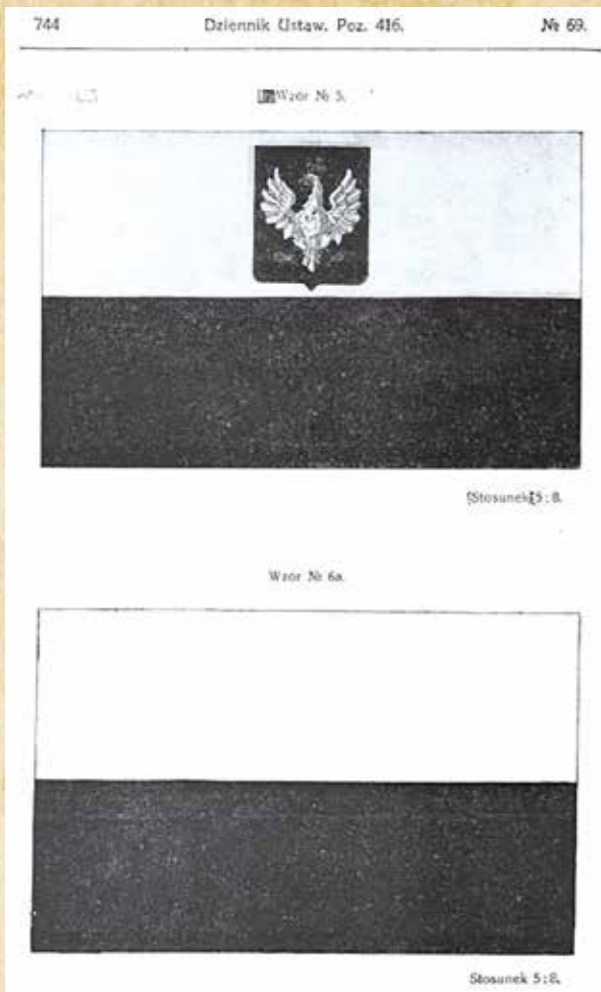 744 Dziennik Ustaw. Poz. 416. № 69.
Wzór № 5.
Stosunek 5:8.
Wzór № 6a.
Stosunek 5:8.